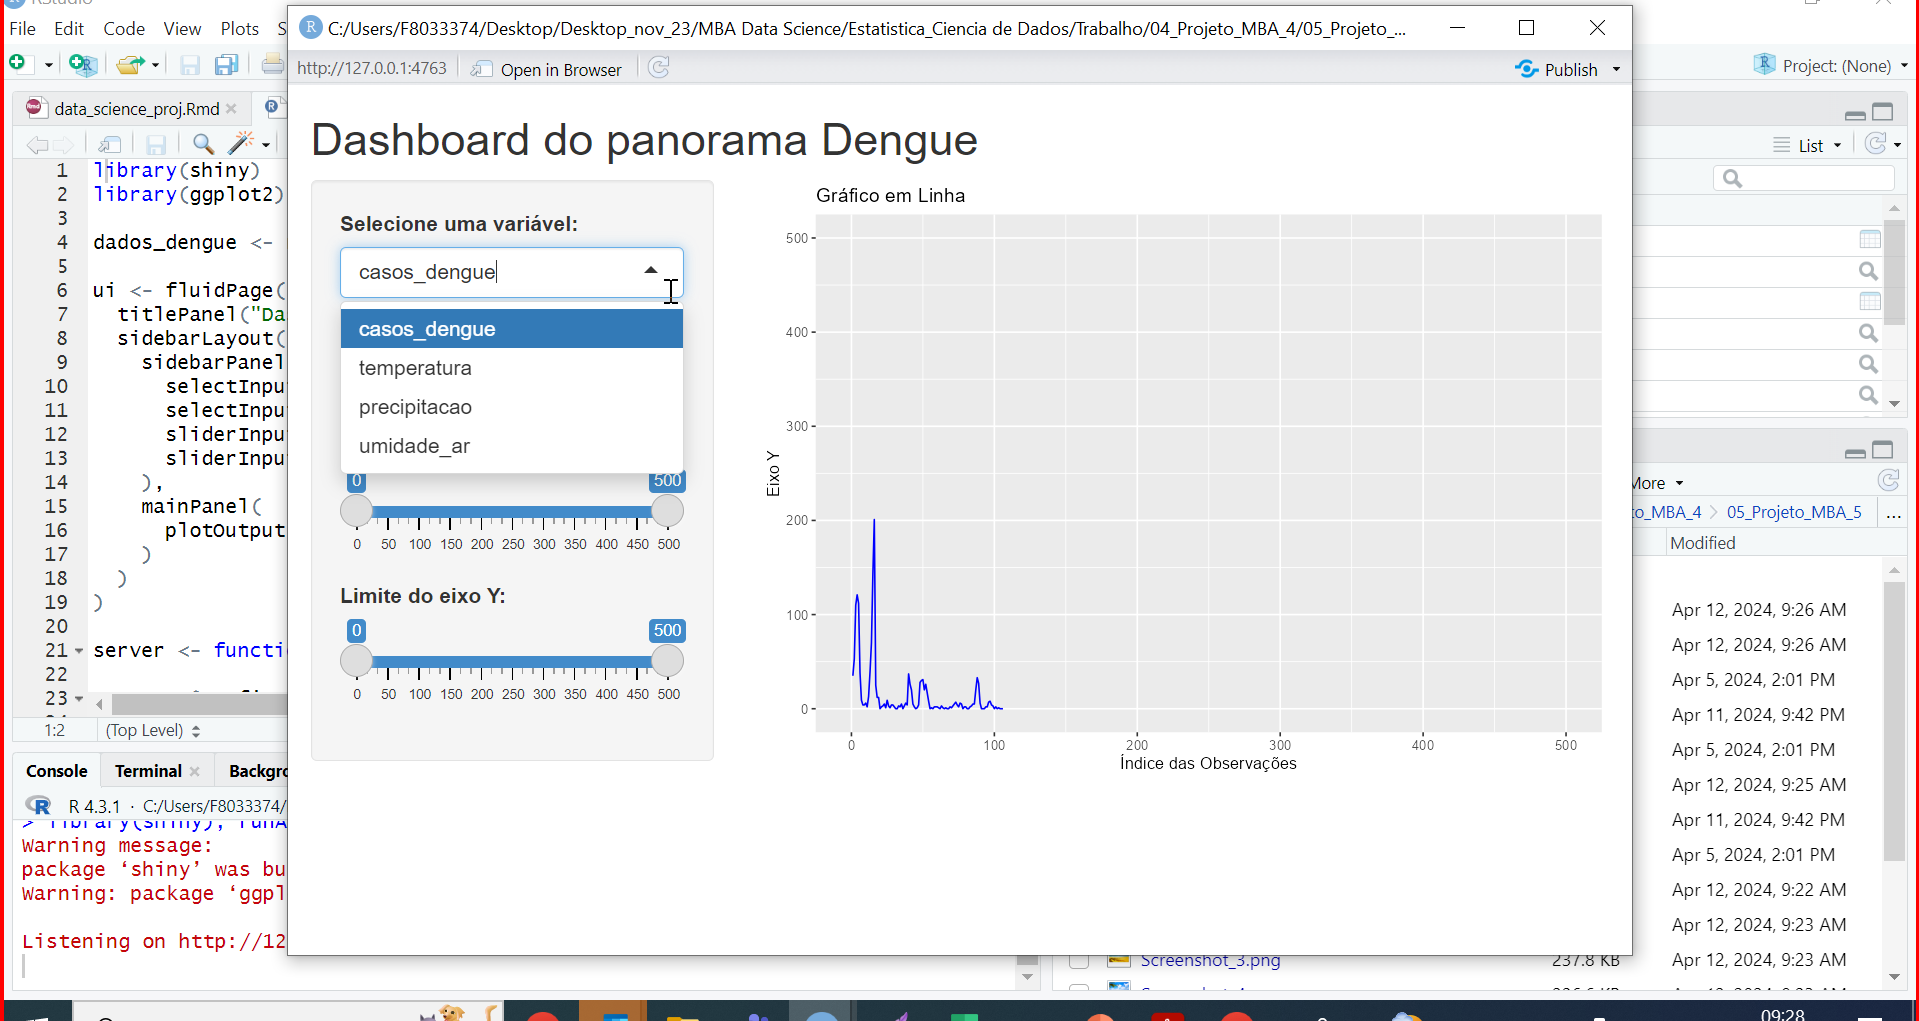 RStudio
File Edit Code View Plots S
C:/Users/F8033374/Desktop/Desktop_nov_23/MBA Data Science/Estatistica_Ciencia de Dados/Trabalho/04_Projeto_MBA_4/05_Projeto_...
http://127.0.0.1:4763 Open in Browser Publish
Project: (None)
data_science_proj.Rmd
List
Dashboard do panorama Dengue
Selecione uma variável:
casos_dengue
casos_dengue
temperatura
precipitacao
umidade_ar
0 500
0 50 100 150 200 250 300 350 400 450 500
Limite do eixo Y:
0 500
0 50 100 150 200 250 300 350 400 450 500
Gráfico em Linha
500
400
300
200
100
0
Eixo Y
0 100 200 300 400 500
Índice das Observações
1 library(shiny)
2 library(ggplot2)
3
4 dados_dengue <-
5
6 ui <- fluidPage(
7 titlePanel("Da
8 sidebarLayout(
9 sidebarPanel
10 selectInpu
11 selectInpu
12 sliderInpu
13 sliderInpu
14 ),
15 mainPanel(
16 plotOutput
17 )
18 )
19 )
20
21 server <- functi
22
23
1:2 (Top Level)
Console Terminal Backgro
R 4.3.1 · C:/Users/F8033374/
> library(shiny); runA
Warning message:
package ‘shiny’ was bu
Warning: package ‘ggpl
Listening on http://12
More
to_MBA_4 05_Projeto_MBA_5 ...
Modified
Apr 12, 2024, 9:26 AM
Apr 12, 2024, 9:26 AM
Apr 5, 2024, 2:01 PM
Apr 11, 2024, 9:42 PM
Apr 5, 2024, 2:01 PM
Apr 12, 2024, 9:25 AM
Apr 11, 2024, 9:42 PM
Apr 5, 2024, 2:01 PM
Apr 12, 2024, 9:22 AM
Apr 12, 2024, 9:23 AM
Screenshot_3.png 237.8 KB Apr 12, 2024, 9:23 AM
09:28